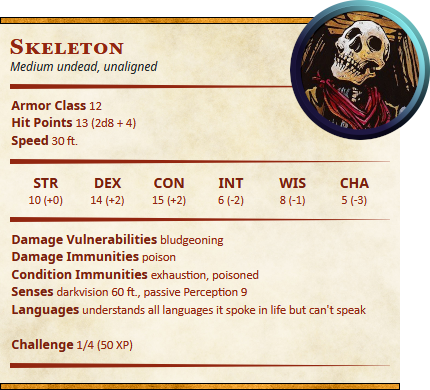 Skeleton
Medium undead, unaligned
Armor Class 12
Hit Points 13 (2d8 + 4)
Speed 30 ft.
STR DEX CON INT WIS CHA
10 (+0) 14 (+2) 15 (+2) 6 (-2) 8 (-1) 5 (-3)
Damage Vulnerabilities bludgeoning
Damage Immunities poison
Condition Immunities exhaustion, poisoned
Senses darkvision 60 ft., passive Perception 9
Languages understands all languages it spoke in life but can't speak
Challenge 1/4 (50 XP)